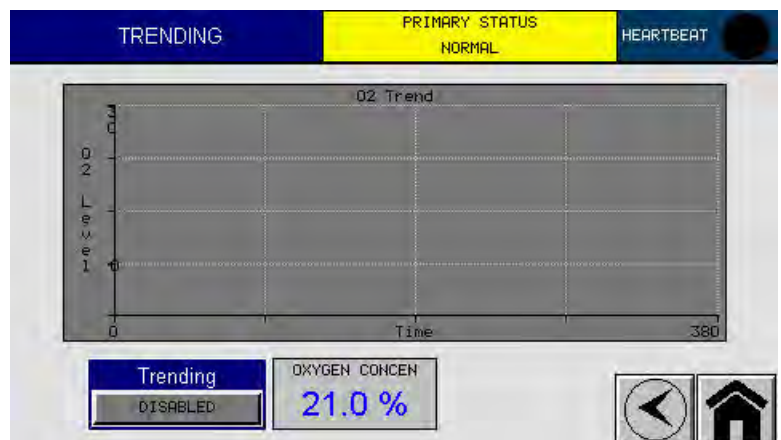 TRENDING
PRIMARY STATUS
NORMAL
HEARTBEAT
O2 Trend
30
O2 Level
0
0
Time
380
Trending
DISABLED
OXYGEN CONCEN
21.0 %